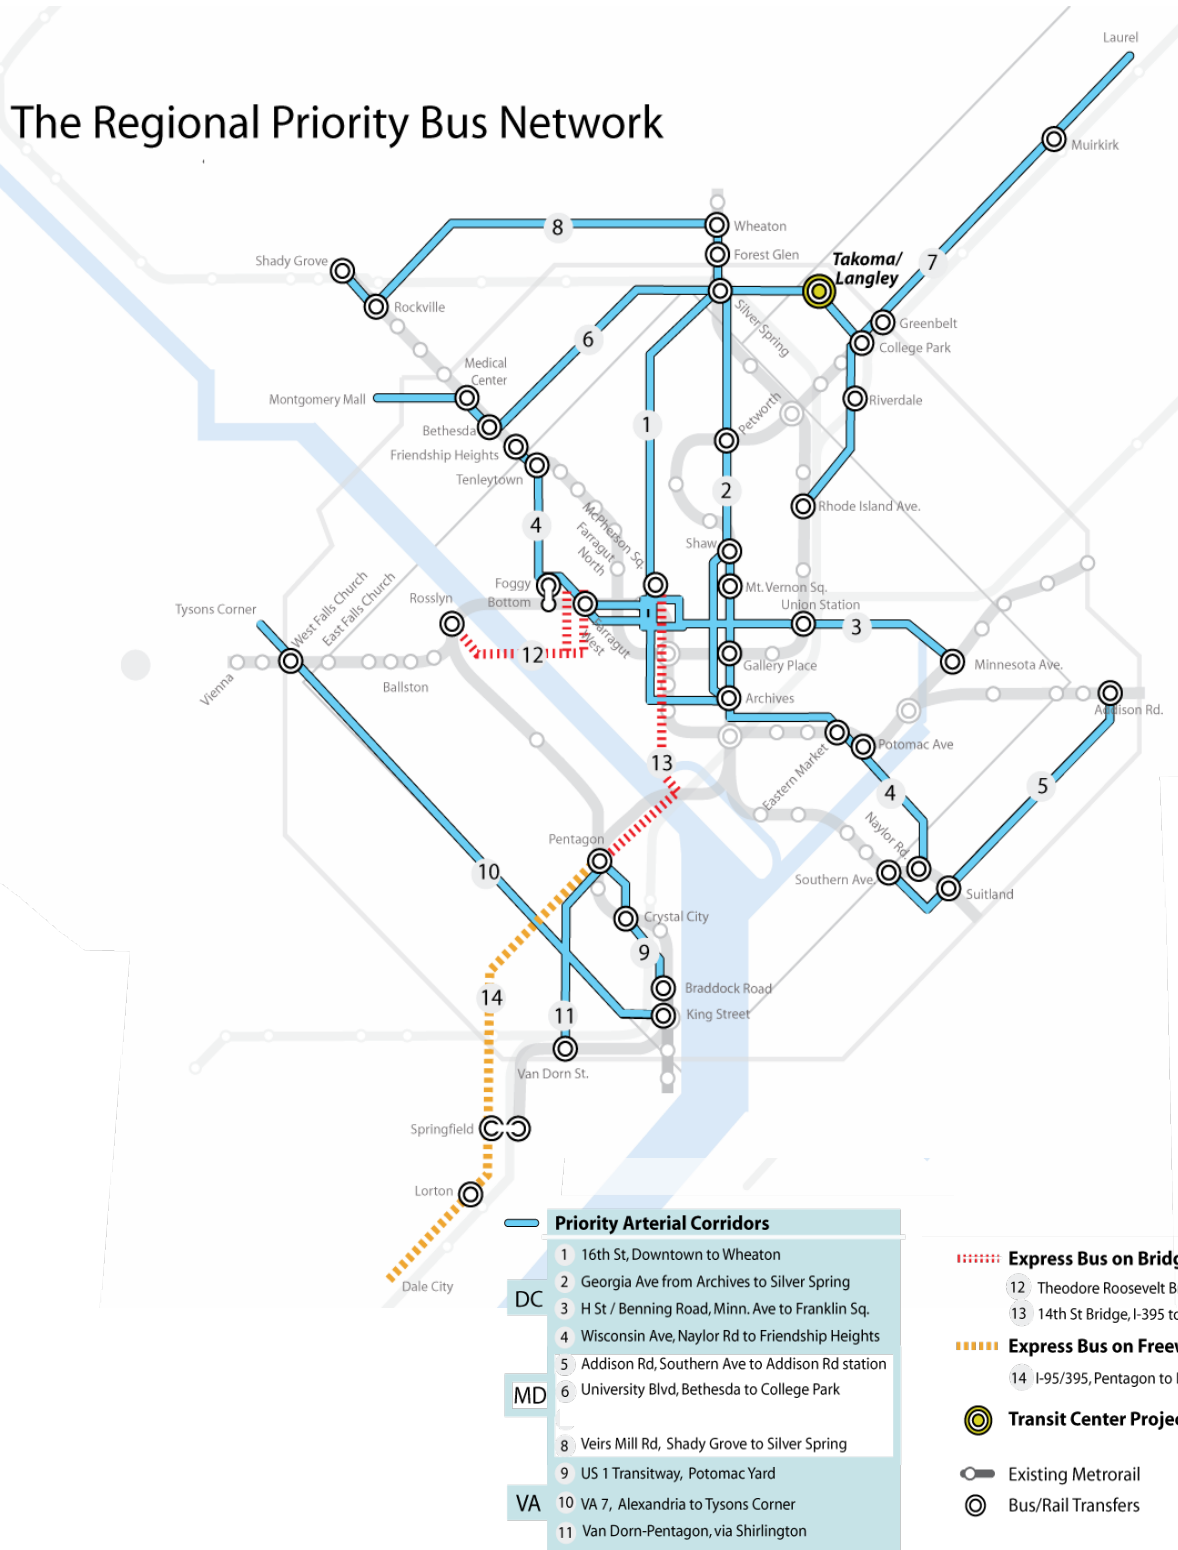 The Regional Priority Bus Network
Laurel
Muirkirk
7
8
Wheaton
Forest Glen
Shady Grove
Rockville
Takoma/
Langley
Silver Spring
Greenbelt
College Park
6
Medical
Center
Montgomery Mall
Riverdale
Bethesda
Friendship Heights
Tenleytown
1
Petworth
2
Rhode Island Ave.
4
McPherson Sq.
Farragut
North
Shaw
Foggy
Bottom
Mt. Vernon Sq.
Union Station
Rosslyn
Tysons Corner
West Falls Church
East Falls Church
Farragut
West
3
12
Gallery Place
Minnesota Ave.
Vienna
Ballston
Archives
Addison Rd.
Eastern Market
Potomac Ave
13
4
5
Naylor Rd.
Pentagon
Southern Ave.
Suitland
10
Crystal City
9
14
Braddock Road
11
King Street
Van Dorn St.
Springfield
Lorton
Dale City
Priority Arterial Corridors
DC
1 16th St, Downtown to Wheaton
2 Georgia Ave from Archives to Silver Spring
3 H St / Benning Road, Minn. Ave to Franklin Sq.
4 Wisconsin Ave, Naylor Rd to Friendship Heights
MD
5 Addison Rd, Southern Ave to Addison Rd station
6 University Blvd, Bethesda to College Park
8 Veirs Mill Rd, Shady Grove to Silver Spring
VA
9 US 1 Transitway, Potomac Yard
10 VA 7, Alexandria to Tysons Corner
11 Van Dorn-Pentagon, via Shirlington
Express Bus on Bridg
12 Theodore Roosevelt B
13 14th St Bridge, I-395 to
Express Bus on Free
14 I-95/395, Pentagon to
Transit Center Proje
Existing Metrorail
Bus/Rail Transfers